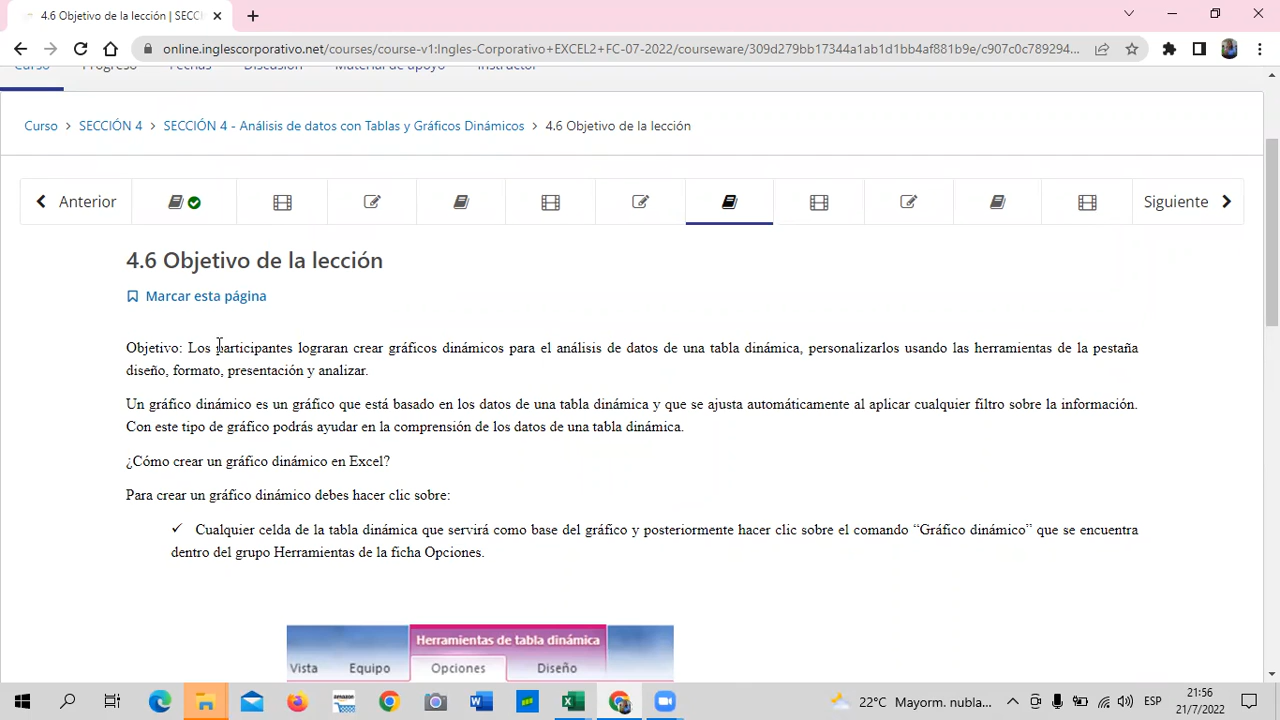 4.6 Objetivo de la lección | SECC
online.inglescorporativo.net/courses/course-v1:Ingles-Corporativo+EXCEL2+FC-07-2022/courseware/309d279bb17344a1ab1d1bb4af881b9e/c907c0c789294...
Curso Progreso Fechas Discusión Material de apoyo Instructor
Curso > SECCIÓN 4 > SECCIÓN 4 - Análisis de datos con Tablas y Gráficos Dinámicos > 4.6 Objetivo de la lección
Anterior Siguiente
4.6 Objetivo de la lección
Marcar esta página
Objetivo: Los participantes lograran crear gráficos dinámicos para el análisis de datos de una tabla dinámica, personalizarlos usando las herramientas de la pestaña
diseño, formato, presentación y analizar.
Un gráfico dinámico es un gráfico que está basado en los datos de una tabla dinámica y que se ajusta automáticamente al aplicar cualquier filtro sobre la información.
Con este tipo de gráfico podrás ayudar en la comprensión de los datos de una tabla dinámica.
¿Cómo crear un gráfico dinámico en Excel?
Para crear un gráfico dinámico debes hacer clic sobre:
✓ Cualquier celda de la tabla dinámica que servirá como base del gráfico y posteriormente hacer clic sobre el comando “Gráfico dinámico” que se encuentra
dentro del grupo Herramientas de la ficha Opciones.
Herramientas de tabla dinámica
Vista Equipo Opciones Diseño
22°C Mayorm. nubla... ESP
21:56
21/7/2022